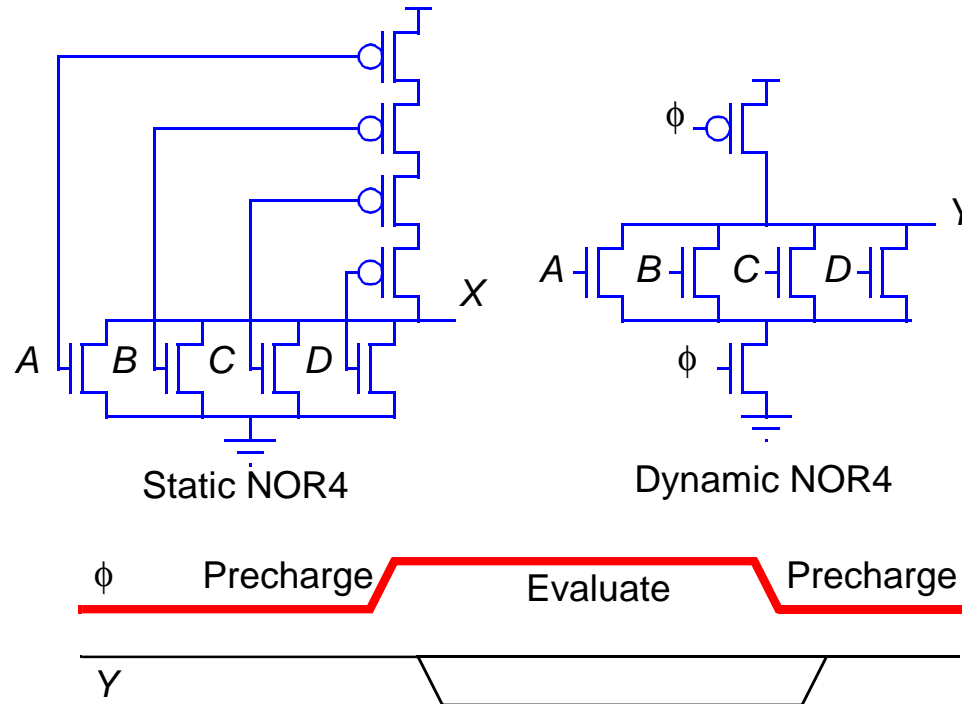 ϕ
Y
A B C D
X
A B C D
ϕ
Static NOR4
Dynamic NOR4
ϕ Precharge Evaluate Precharge
Y